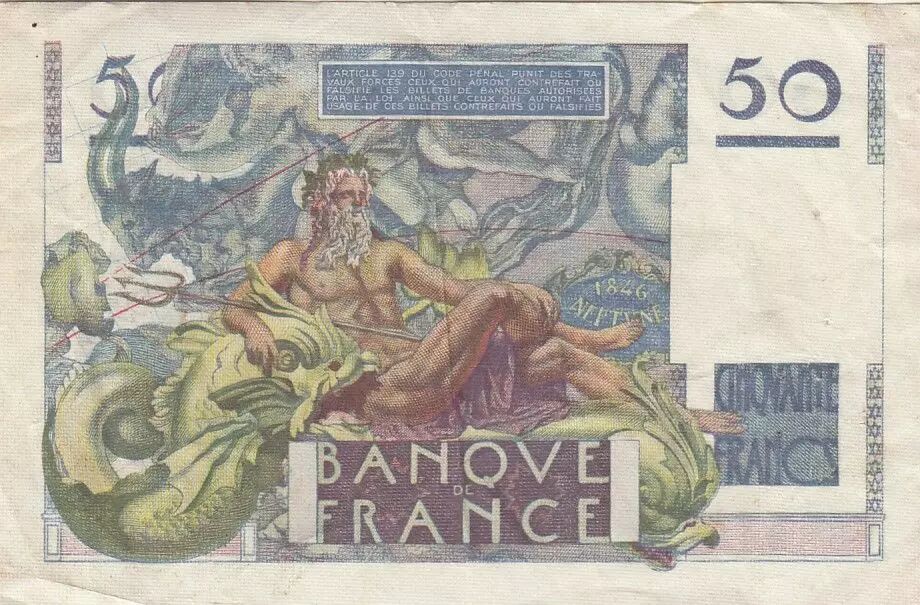 50
L'ARTICLE 139 DU CODE PÉNAL PUNIT DES TRA-
VAUX FORCÉS CEUX QUI AURONT CONTREFAIT OU
FALSIFIÉ LES BILLETS DE BANQUES AUTORISÉES
PAR LA LOI AINSI QUE CEUX QUI AURONT FAIT
USAGE DE CES BILLETS CONTREFAITS OU FALSIFIÉS
50
1846
NEPTUNE
CINQUANTE
FRANCS
BANQVE
DE
FRANCE